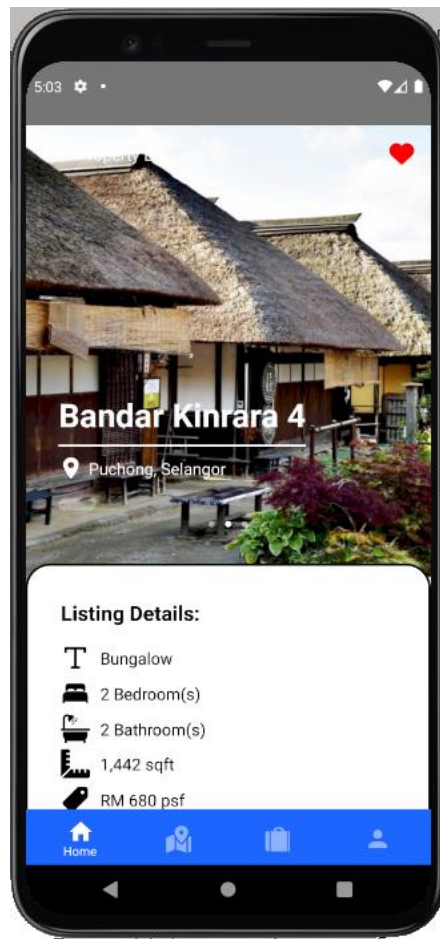 5:03
Bandar Kinrara 4
Puchong, Selangor
Listing Details:
T Bungalow
2 Bedroom(s)
2 Bathroom(s)
1,442 sqft
RM 680 psf
Home